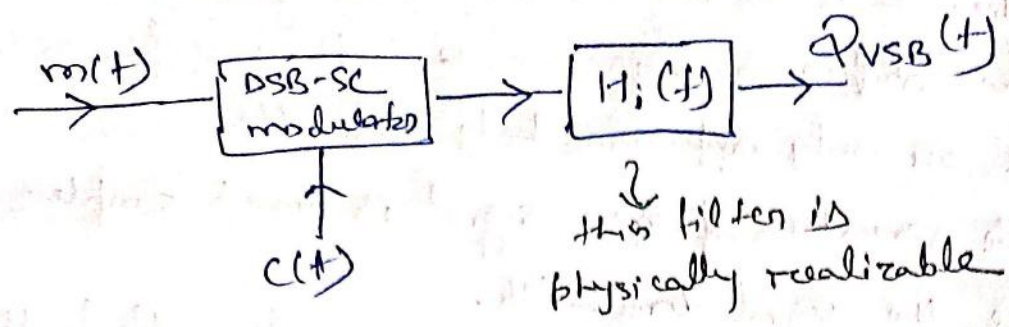 m(t)
DSB-SC
modulator
Hi(f)
φVSB(t)
c(t)
this filter is
physically realizable